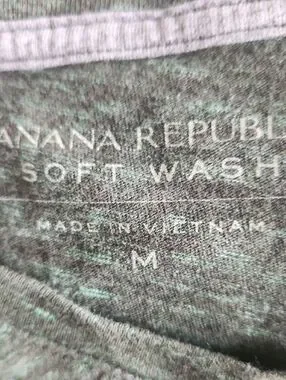 ANANA REPUBL
SOFT WASH
MADE IN VIETNAM
M